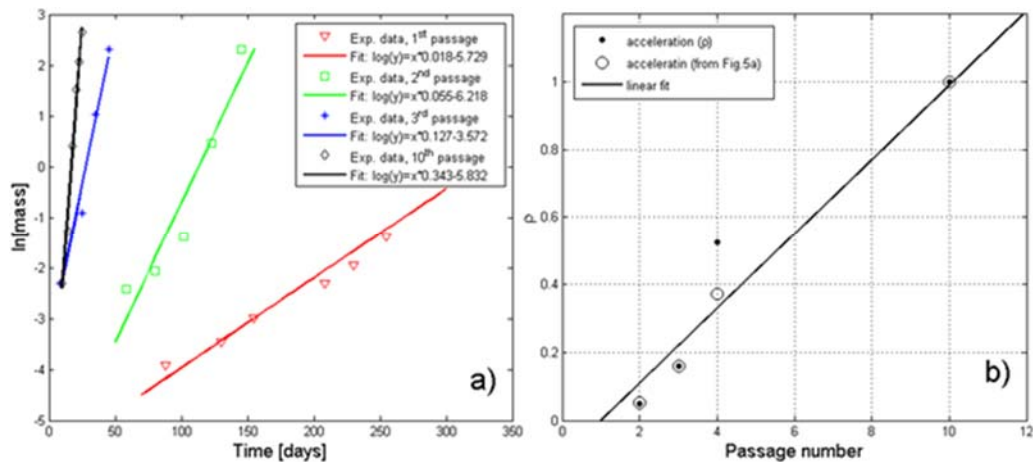 3
2
1
0
-1
-2
-3
-4
-5
ln[mass]
0
50
100
150
200
250
300
350
Time [days]
Exp. data, 1st passage
Fit: log(y)=x*0.018-5.729
Exp. data, 2nd passage
Fit: log(y)=x*0.055-6.218
Exp. data, 3rd passage
Fit: log(y)=x*0.127-3.572
Exp. data, 10th passage
Fit: log(y)=x*0.343-5.832
a)
1
0.8
0.6
0.4
0.2
0
ρ
0
2
4
6
8
10
12
Passage number
acceleration (ρ)
acceleratin (from Fig.5a)
linear fit
b)